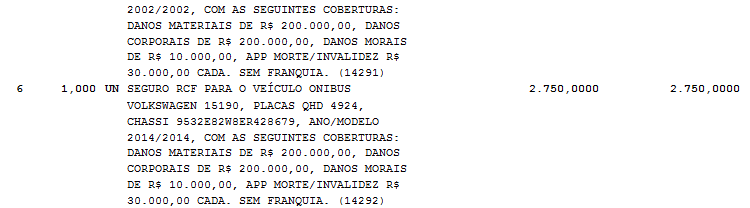 2002/2002, COM AS SEGUINTES COBERTURAS:
DANOS MATERIAIS DE R$ 200.000,00, DANOS
CORPORAIS DE R$ 200.000,00, DANOS MORAIS
DE R$ 10.000,00, APP MORTE/INVALIDEZ R$
30.000,00 CADA. SEM FRANQUIA. (14291)
6 1,000 UN SEGURO RCF PARA O VEÍCULO ONIBUS 2.750,0000 2.750,0000
VOLKSWAGEN 15190, PLACAS QHD 4924,
CHASSI 9532E82W8ER428679, ANO/MODELO
2014/2014, COM AS SEGUINTES COBERTURAS:
DANOS MATERIAIS DE R$ 200.000,00, DANOS
CORPORAIS DE R$ 200.000,00, DANOS MORAIS
DE R$ 10.000,00, APP MORTE/INVALIDEZ R$
30.000,00 CADA. SEM FRANQUIA. (14292)